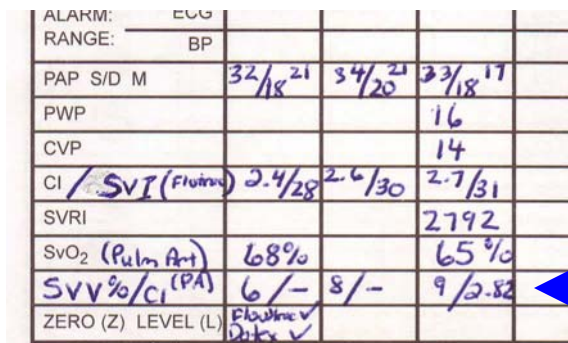 ALARM: ECG
RANGE: BP
PAP S/D M 32/18 21 34/20 21 33/18 17
PWP 16
CVP 14
CI / SVI (Flotrac) 2.4/28 2.6/30 2.7/31
SVRI 2792
SvO2 (Pulm Art) 68% 65%
SVV%/CI (PA) 6/- 8/- 9/2.82
ZERO (Z) LEVEL (L) Flowtrac ✓
Datex ✓